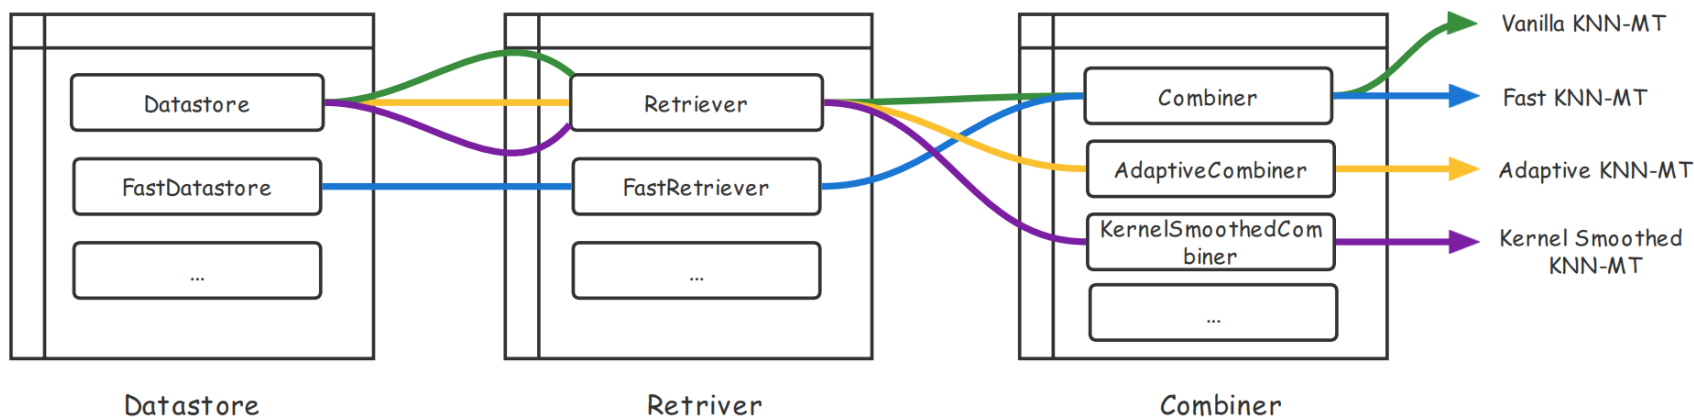 Datastore
FastDatastore
...
Datastore
Retriever
FastRetriever
...
Retriver
Combiner
AdaptiveCombiner
KernelSmoothedCom
biner
...
Combiner
Vanilla KNN-MT
Fast KNN-MT
Adaptive KNN-MT
Kernel Smoothed
KNN-MT